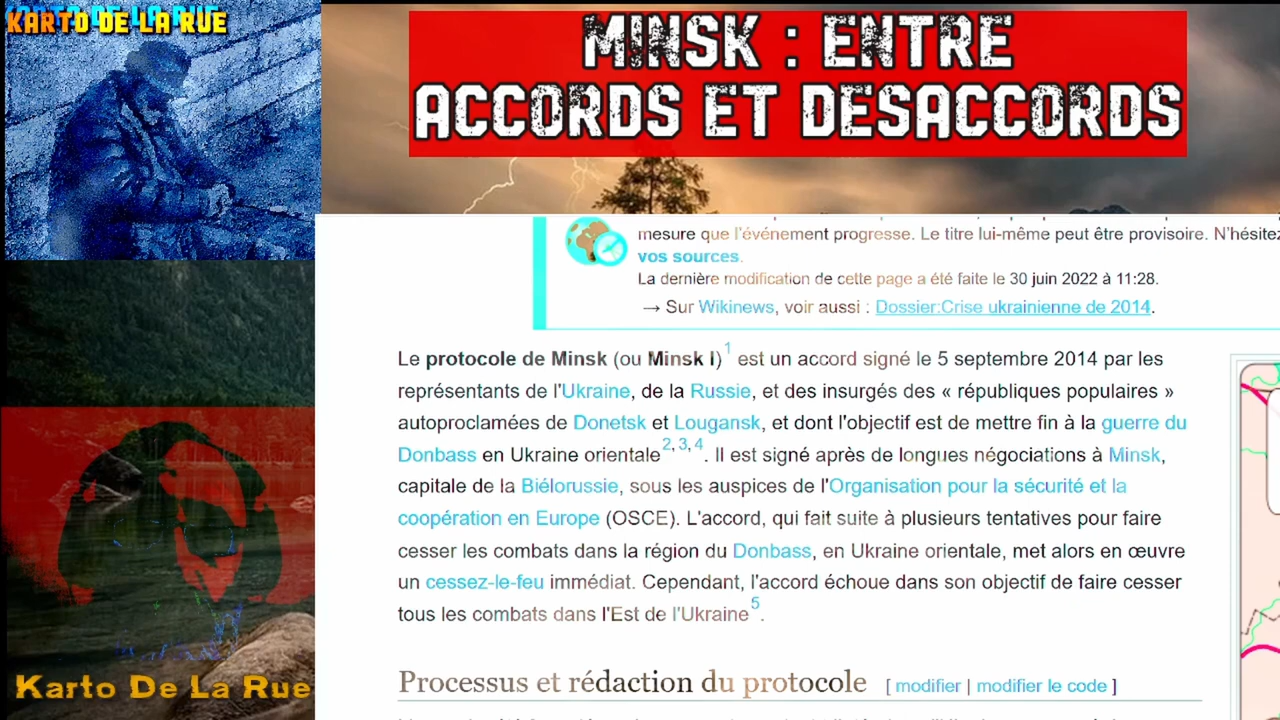 KARTO DE LA RUE
MINSK : ENTRE
ACCORDS ET DESACCORDS
mesure que l'événement progresse. Le titre lui-même peut être provisoire. N'hésitez
vos sources.
La dernière modification de cette page a été faite le 30 juin 2022 à 11:28.
→ Sur Wikinews, voir aussi : Dossier:Crise ukrainienne de 2014.
Le protocole de Minsk (ou Minsk I)1 est un accord signé le 5 septembre 2014 par les
représentants de l'Ukraine, de la Russie, et des insurgés des « républiques populaires »
autoproclamées de Donetsk et Lougansk, et dont l'objectif est de mettre fin à la guerre du
Donbass en Ukraine orientale2, 3, 4. Il est signé après de longues négociations à Minsk,
capitale de la Biélorussie, sous les auspices de l'Organisation pour la sécurité et la
coopération en Europe (OSCE). L'accord, qui fait suite à plusieurs tentatives pour faire
cesser les combats dans la région du Donbass, en Ukraine orientale, met alors en œuvre
un cessez-le-feu immédiat. Cependant, l'accord échoue dans son objectif de faire cesser
tous les combats dans l'Est de l'Ukraine5.
Processus et rédaction du protocole [ modifier | modifier le code ]
Karto De La Rue